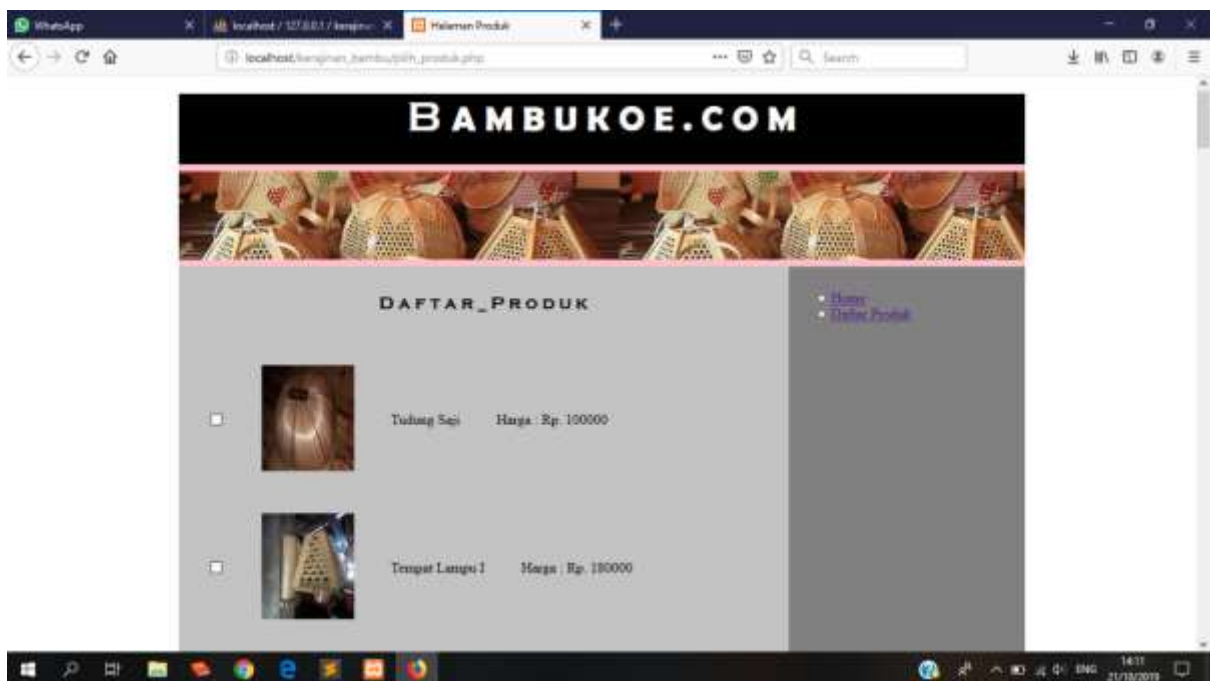 WhatsApp
localhost / 127.0.0.1 / kerajinan
Halaman Produk
localhost/kerajinan_bambu/pilih_produk.php
Search
BAMBUKOE.COM
DAFTAR_PRODUK
Home
Daftar Produk
Tudung Saji Harga : Rp. 100000
Tempat Lampu I Harga : Rp. 180000
ENG
14:11
21/10/2019